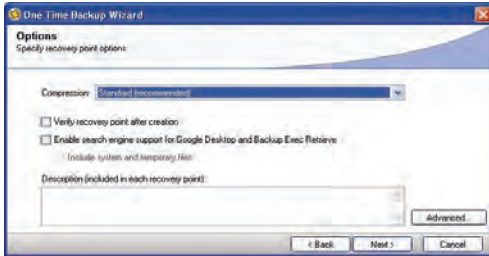 One Time Backup Wizard
Options
Specify recovery point options
Compression: Standard (recommended)
Verify recovery point after creation
Enable search engine support for Google Desktop and Backup Exec Retrieve
Include system and temporary files
Description (included in each recovery point):
Advanced...
< Back Next > Cancel